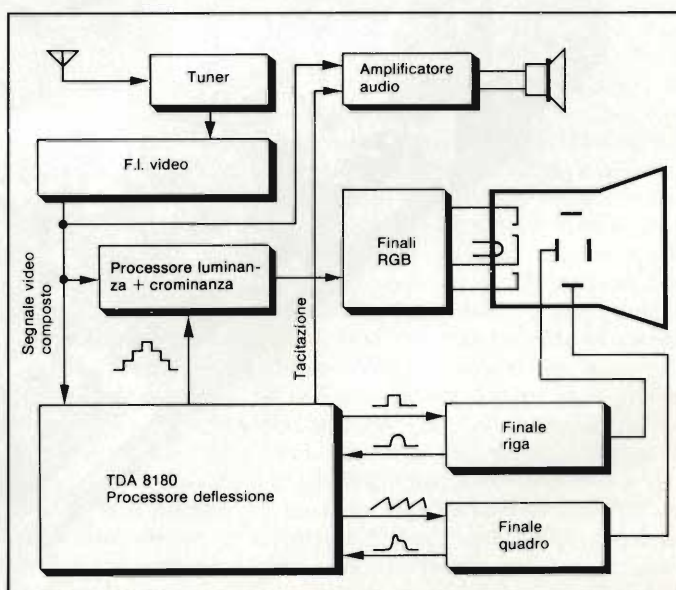 Tuner
Amplificatore
audio
F.I. video
Segnale video
composto
Processore luminan-
za + crominanza
Tacitazione
Finali
RGB
TDA 8180
Processore deflessione
Finale
riga
Finale
quadro